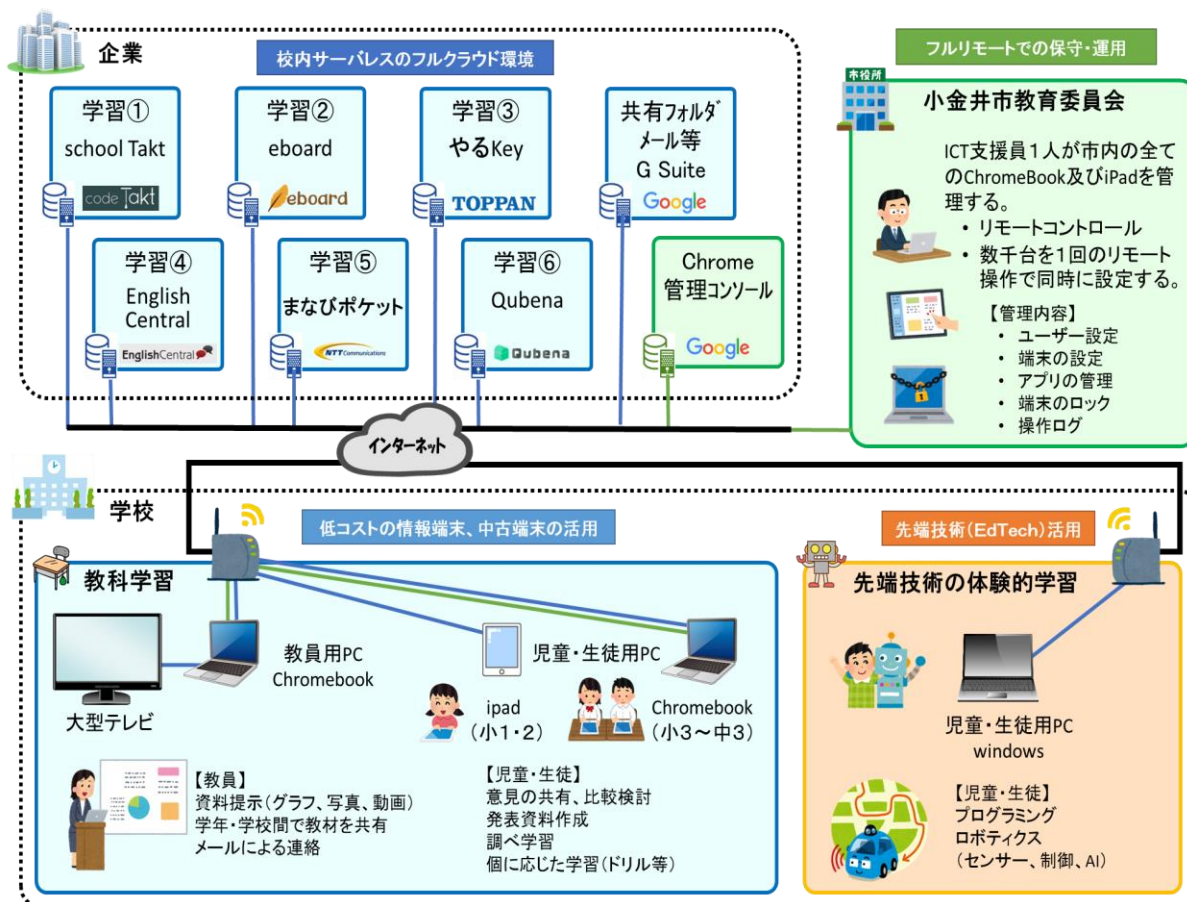 企業
校内サーバレスのフルクラウド環境
学習①
school Takt
code Takt
学習②
eboard
eboard
学習③
やるKey
TOPPAN
共有フォルダ
メール等
G Suite
Google
学習④
English
Central
EnglishCentral
学習⑤
まなびポケット
NTT Communications
学習⑥
Qubena
Qubena
Chrome
管理コンソール
Google
フルリモートでの保守・運用
市役所
小金井市教育委員会
ICT支援員1人が市内の全て
のChromeBook及びiPadを管
理する。
・ リモートコントロール
・ 数千台を1回のリモート
操作で同時に設定する。
【管理内容】
・ ユーザー設定
・ 端末の設定
・ アプリの管理
・ 端末のロック
・ 操作ログ
インターネット
学校
低コストの情報端末、中古端末の活用
先端技術(EdTech)活用
教科学習
大型テレビ
教員用PC
Chromebook
児童・生徒用PC
ipad
(小1・2)
Chromebook
(小3～中3)
【教員】
資料提示(グラフ、写真、動画)
学年・学校間で教材を共有
メールによる連絡
【児童・生徒】
意見の共有、比較検討
発表資料作成
調べ学習
個に応じた学習(ドリル等)
先端技術の体験的学習
児童・生徒用PC
windows
【児童・生徒】
プログラミング
ロボティクス
(センサー、制御、AI)